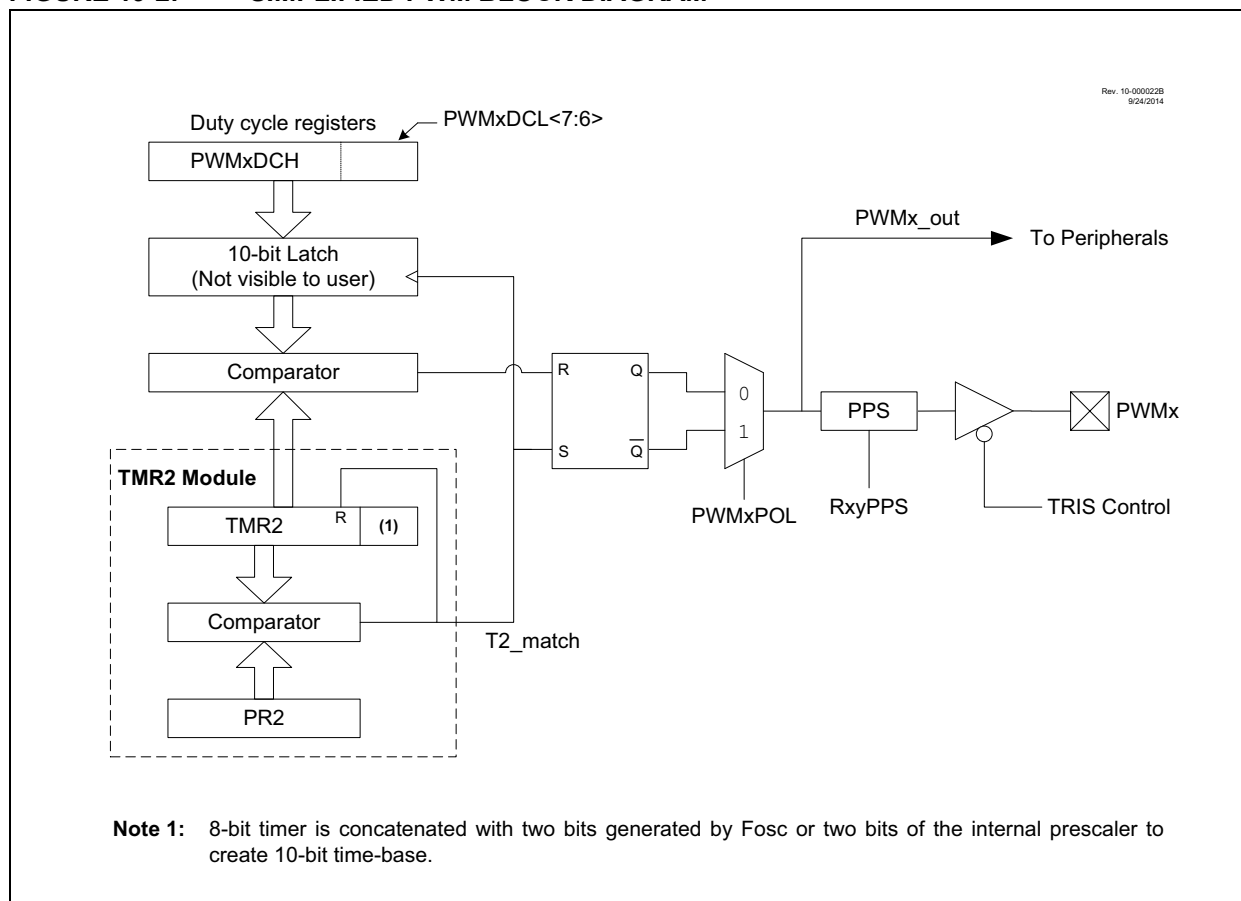 Rev. 10-000022B
9/24/2014
Duty cycle registers
PWMxDCL<7:6>
PWMxDCH
10-bit Latch
(Not visible to user)
Comparator
PWMx_out
To Peripherals
R
Q
S
Q
0
1
PPS
PWMx
PWMxPOL
RxyPPS
TRIS Control
TMR2 Module
TMR2
R
(1)
Comparator
T2_match
PR2
Note 1: 8-bit timer is concatenated with two bits generated by Fosc or two bits of the internal prescaler to
create 10-bit time-base.